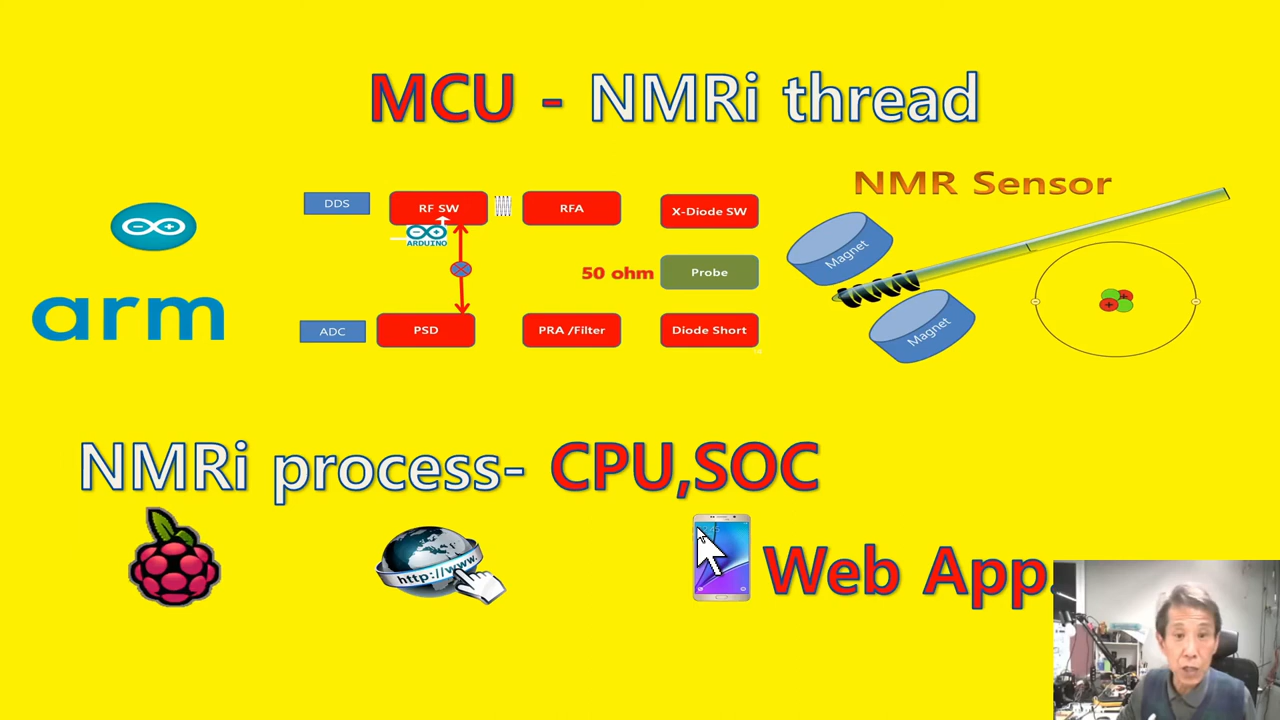 MCU - NMRi thread
NMR Sensor
DDS
RF SW
RFA
X-Diode SW
ARDUINO
Magnet
50 ohm
Probe
arm
ADC
PSD
PRA /Filter
Diode Short
Magnet
NMRi process- CPU,SOC
http://www.
Web App.